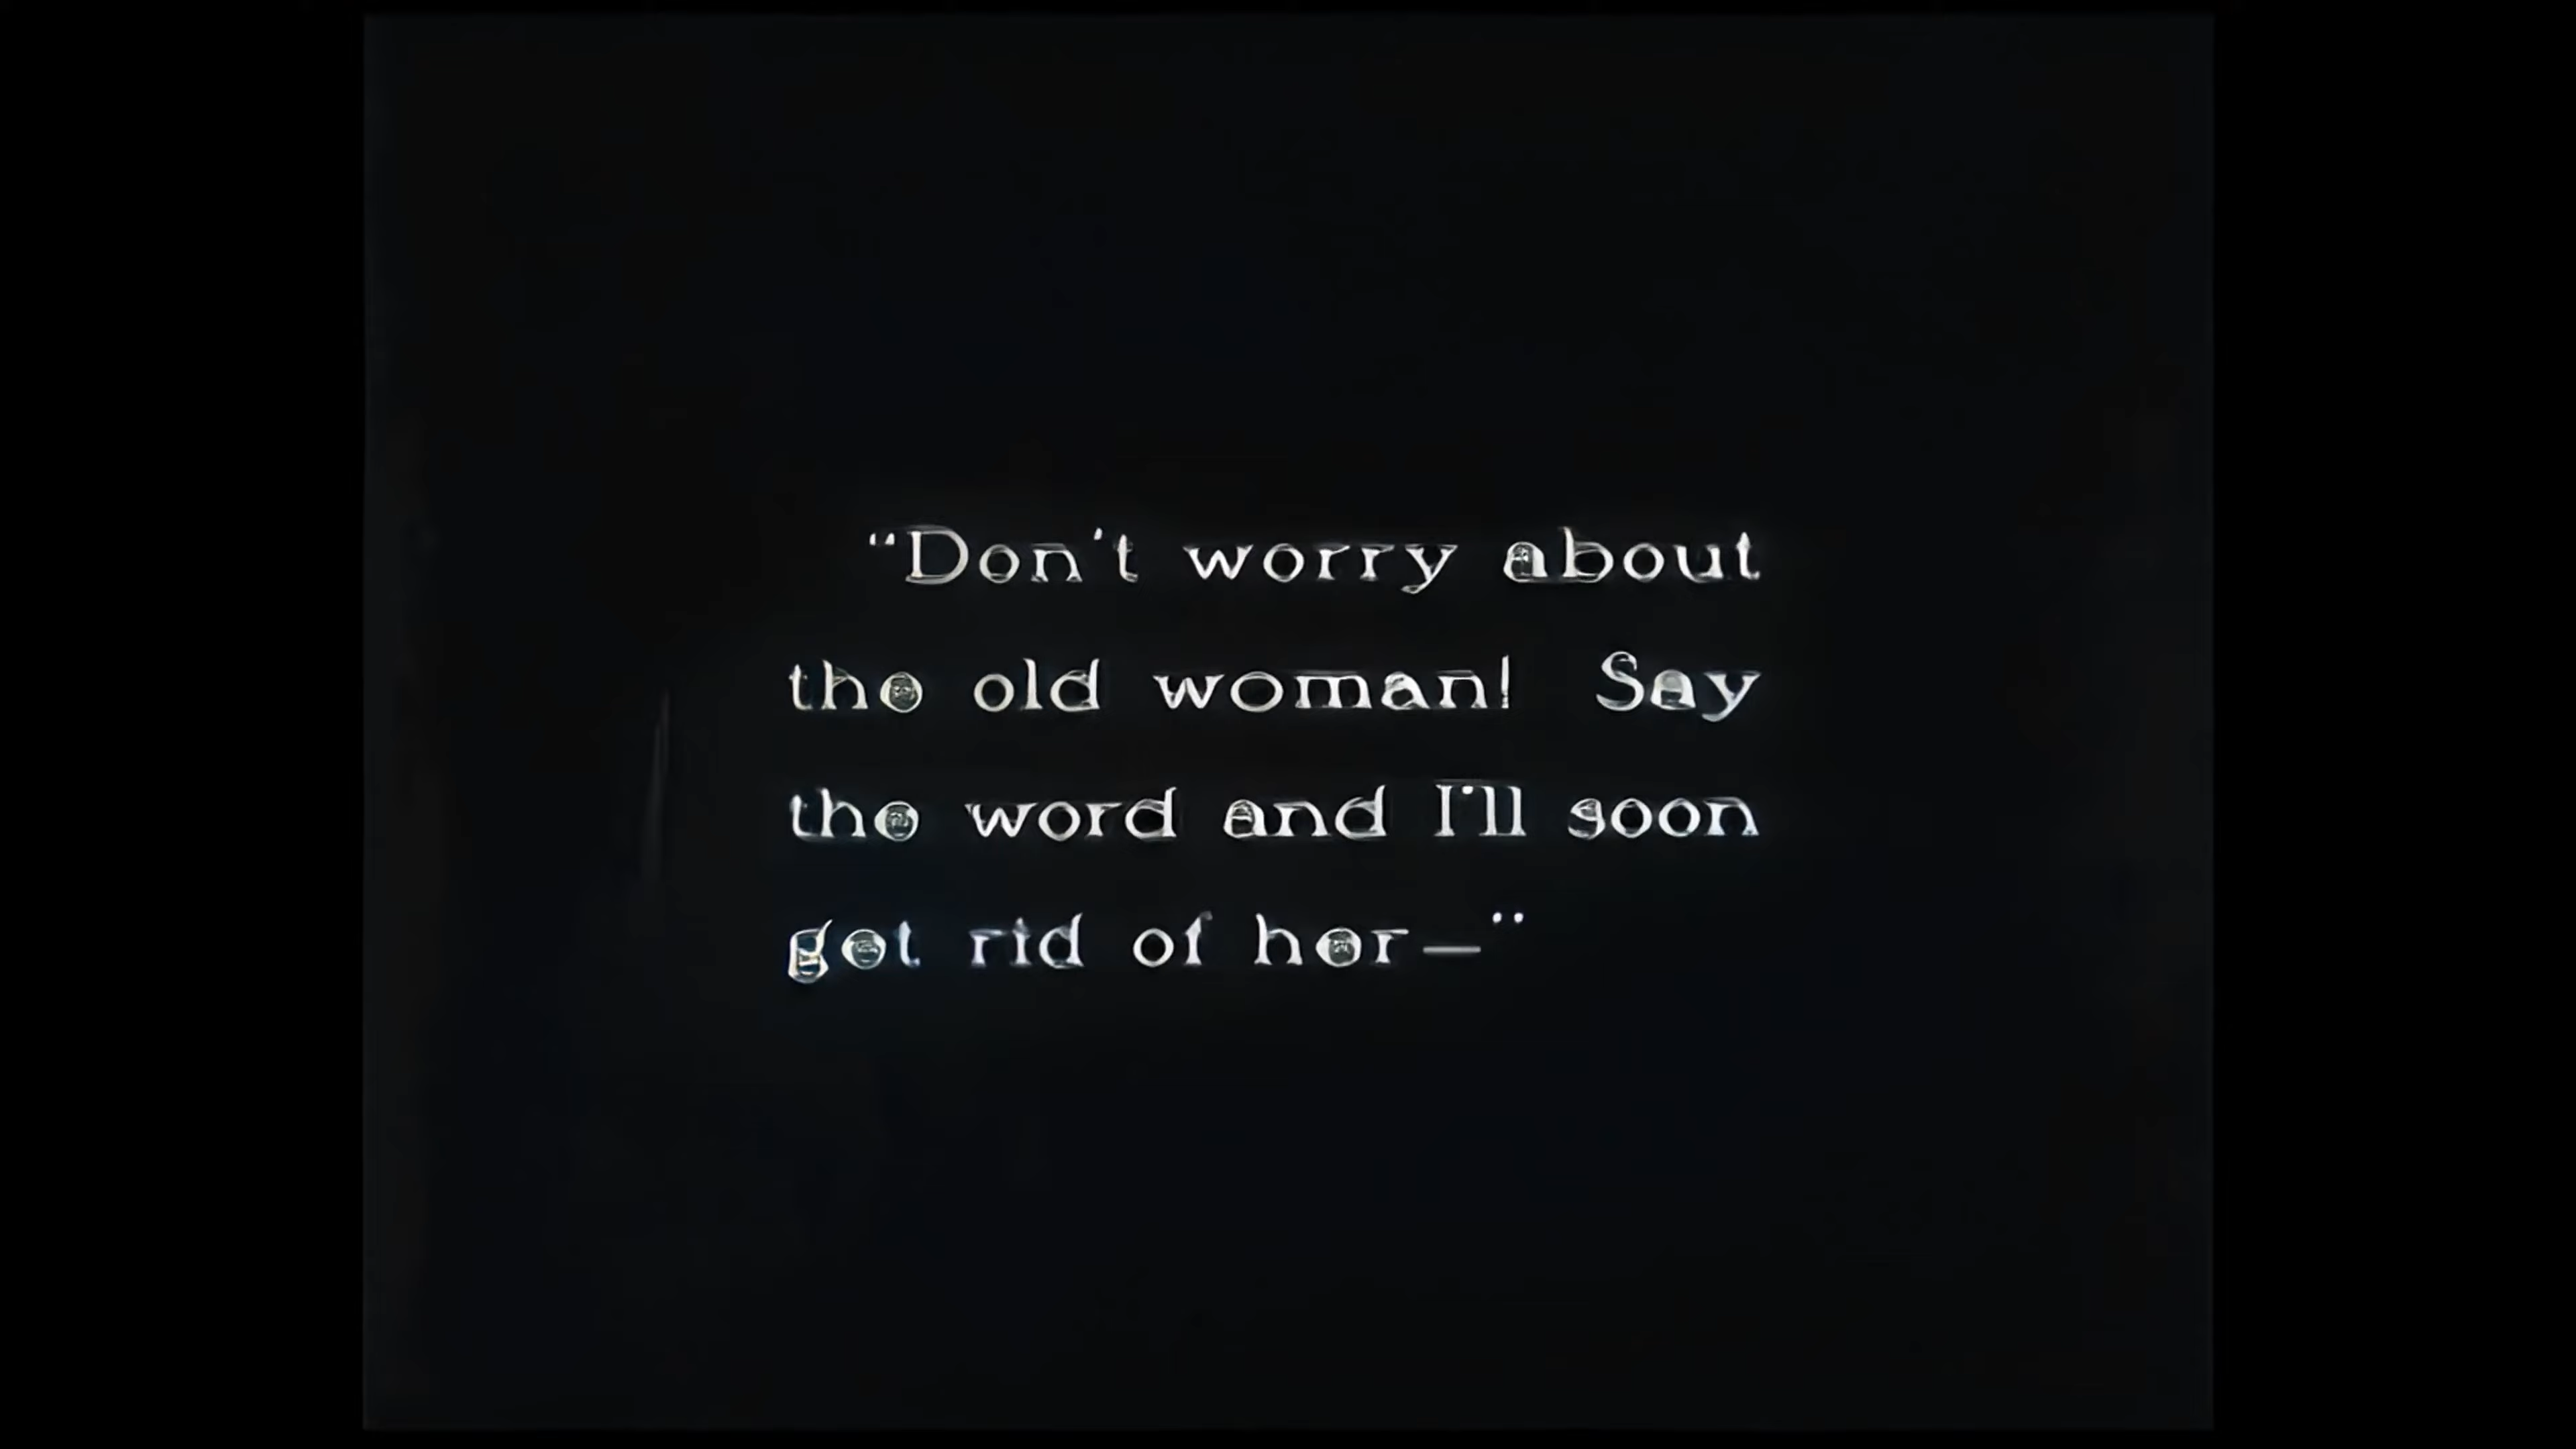 “Don't worry about
the old woman! Say
the word and I'll soon
get rid of her—”